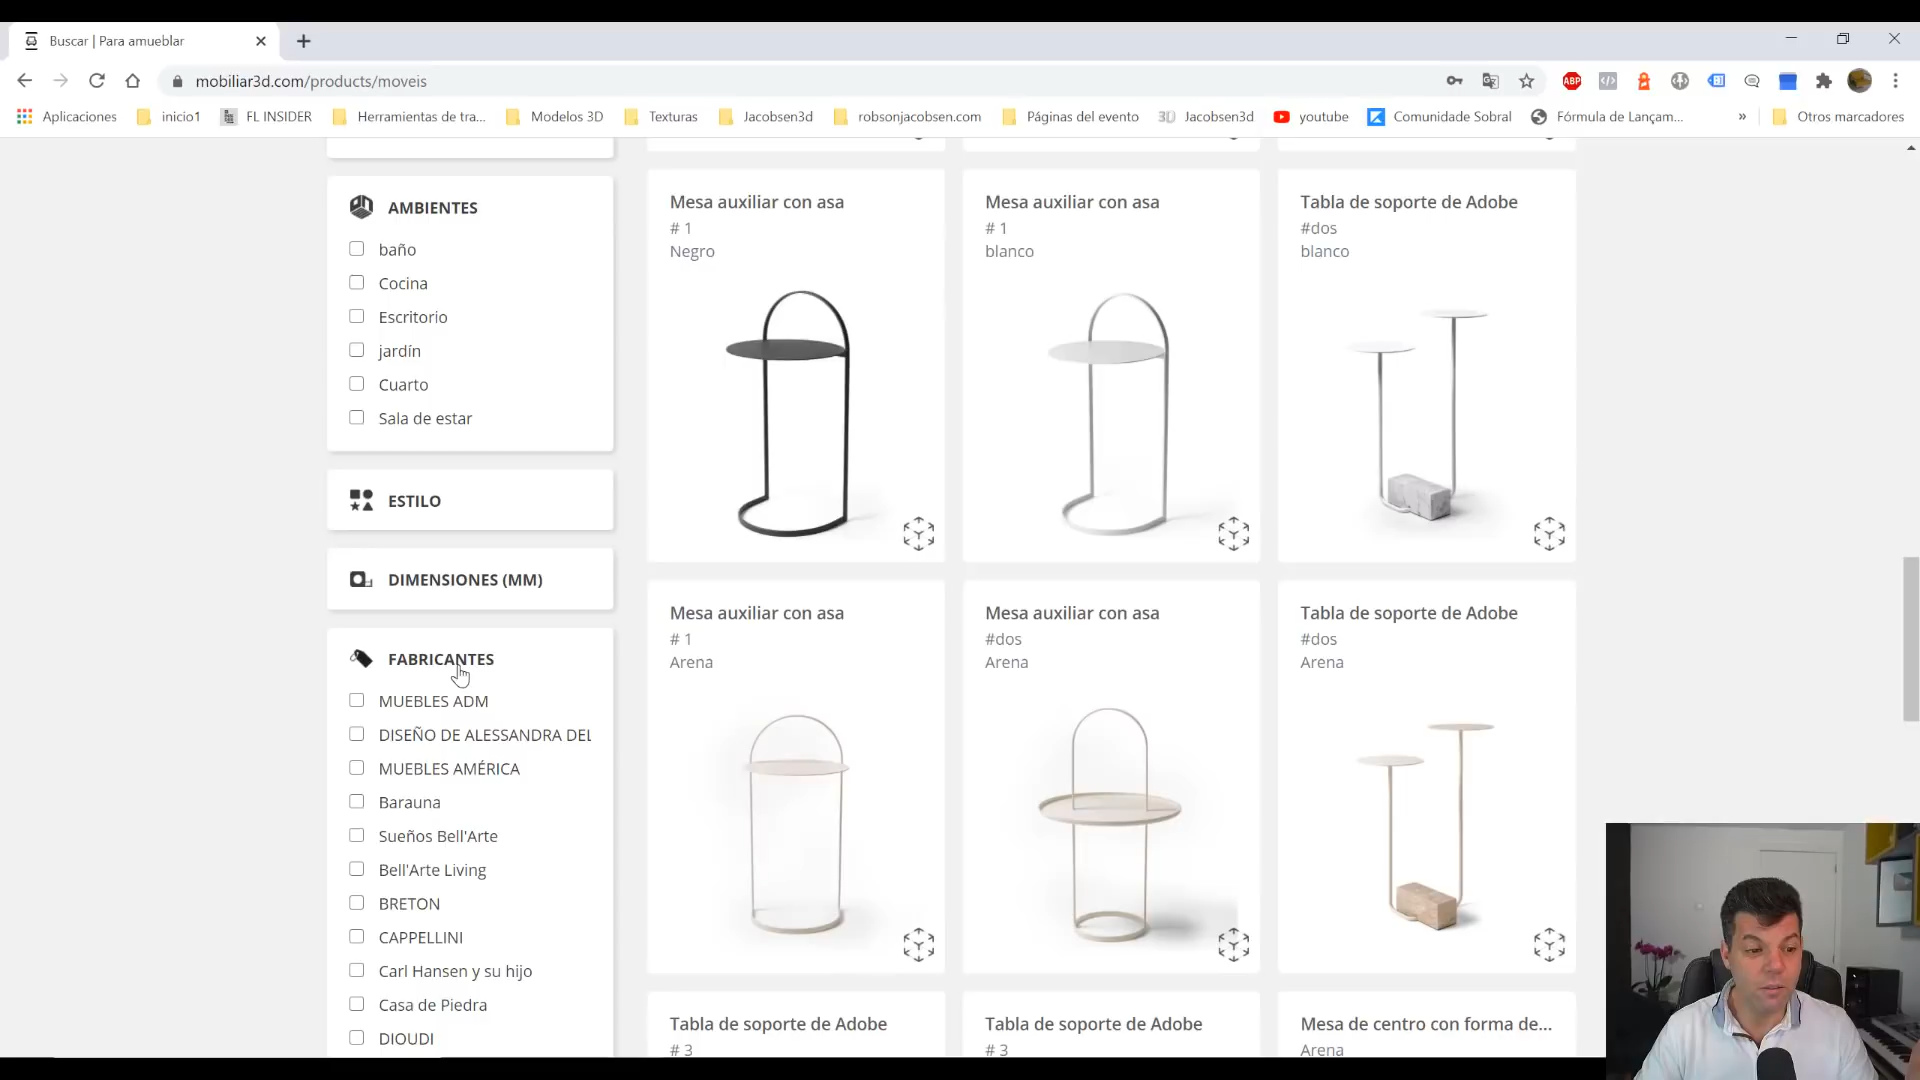 Buscar | Para amueblar
mobiliar3d.com/products/moveis
ABP
Aplicaciones
inicio1
FL INSIDER
Herramientas de tra...
Modelos 3D
Texturas
Jacobsen3d
robsonjacobsen.com
Páginas del evento
3D Jacobsen3d
youtube
Comunidade Sobral
Fórmula de Lançam...
»
Otros marcadores
AMBIENTES
baño
Cocina
Escritorio
jardín
Cuarto
Sala de estar
ESTILO
DIMENSIONES (MM)
FABRICANTES
MUEBLES ADM
DISEÑO DE ALESSANDRA DEL
MUEBLES AMÉRICA
Barauna
Sueños Bell'Arte
Bell'Arte Living
BRETON
CAPPELLINI
Carl Hansen y su hijo
Casa de Piedra
DIOUDI
Mesa auxiliar con asa
# 1
Negro
Mesa auxiliar con asa
# 1
blanco
Tabla de soporte de Adobe
#dos
blanco
Mesa auxiliar con asa
# 1
Arena
Mesa auxiliar con asa
#dos
Arena
Tabla de soporte de Adobe
#dos
Arena
Tabla de soporte de Adobe
# 3
Tabla de soporte de Adobe
# 3
Mesa de centro con forma de...
Arena